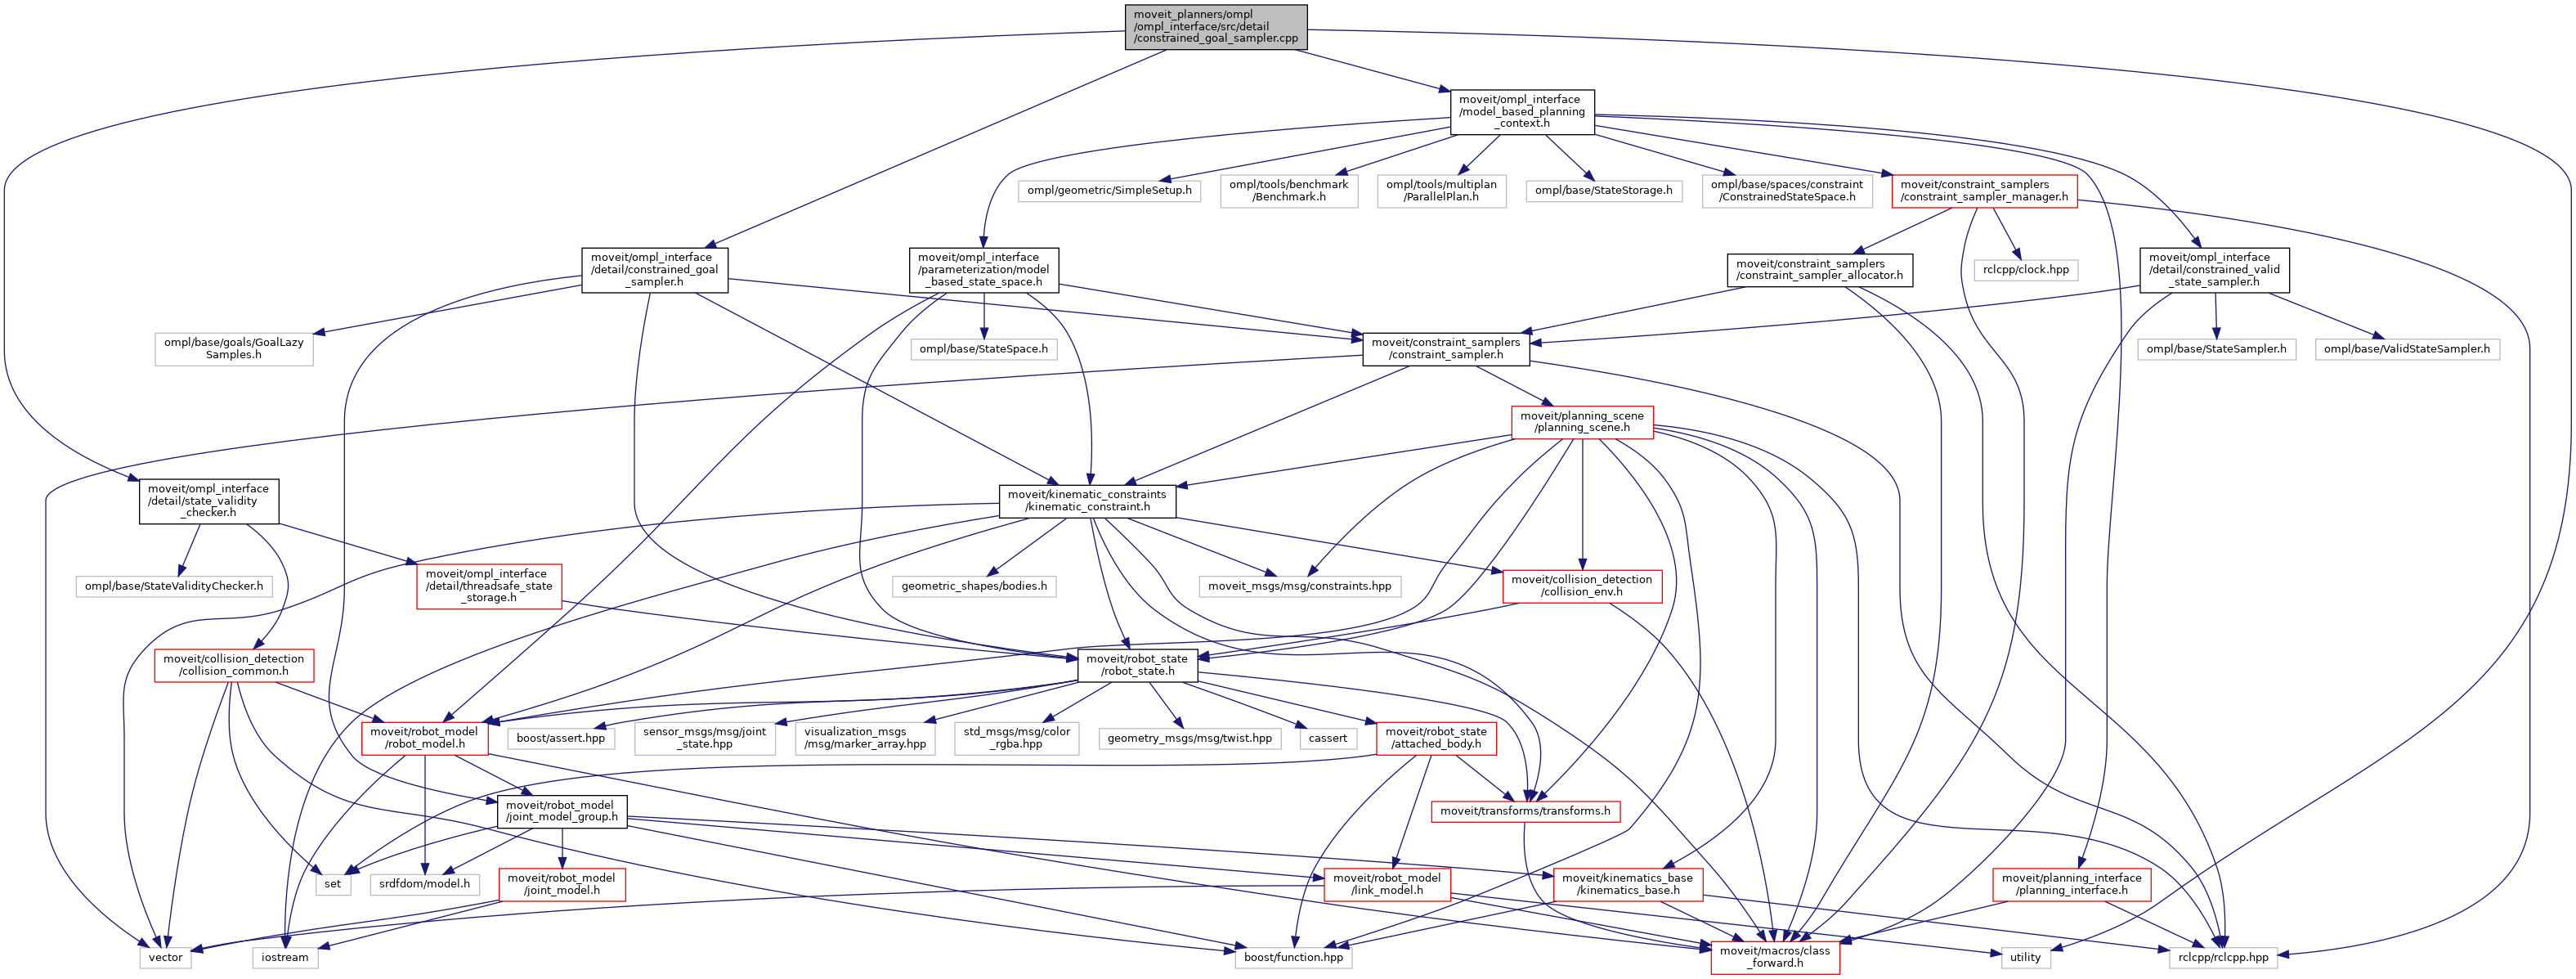 moveit_planners/ompl
/ompl_interface/src/detail
/constrained_goal_sampler.cpp
moveit/ompl_interface
/model_based_planning
_context.h
ompl/geometric/SimpleSetup.h
ompl/tools/benchmark
/Benchmark.h
ompl/tools/multiplan
/ParallelPlan.h
ompl/base/StateStorage.h
ompl/base/spaces/constraint
/ConstrainedStateSpace.h
moveit/constraint_samplers
/constraint_sampler_manager.h
moveit/ompl_interface
/detail/constrained_goal
_sampler.h
moveit/ompl_interface
/parameterization/model
_based_state_space.h
moveit/constraint_samplers
/constraint_sampler_allocator.h
rclcpp/clock.hpp
moveit/ompl_interface
/detail/constrained_valid
_state_sampler.h
ompl/base/goals/GoalLazy
Samples.h
ompl/base/StateSpace.h
moveit/constraint_samplers
/constraint_sampler.h
ompl/base/StateSampler.h
ompl/base/ValidStateSampler.h
moveit/planning_scene
/planning_scene.h
moveit/ompl_interface
/detail/state_validity
_checker.h
moveit/kinematic_constraints
/kinematic_constraint.h
ompl/base/StateValidityChecker.h
moveit/ompl_interface
/detail/threadsafe_state
_storage.h
geometric_shapes/bodies.h
moveit_msgs/msg/constraints.hpp
moveit/collision_detection
/collision_env.h
moveit/collision_detection
/collision_common.h
moveit/robot_state
/robot_state.h
moveit/robot_model
/robot_model.h
boost/assert.hpp
sensor_msgs/msg/joint
_state.hpp
visualization_msgs
/msg/marker_array.hpp
std_msgs/msg/color
_rgba.hpp
geometry_msgs/msg/twist.hpp
cassert
moveit/robot_state
/attached_body.h
moveit/robot_model
/joint_model_group.h
moveit/transforms/transforms.h
set
srdfdom/model.h
moveit/robot_model
/joint_model.h
moveit/robot_model
/link_model.h
moveit/kinematics_base
/kinematics_base.h
moveit/planning_interface
/planning_interface.h
vector
iostream
boost/function.hpp
moveit/macros/class
_forward.h
utility
rclcpp/rclcpp.hpp